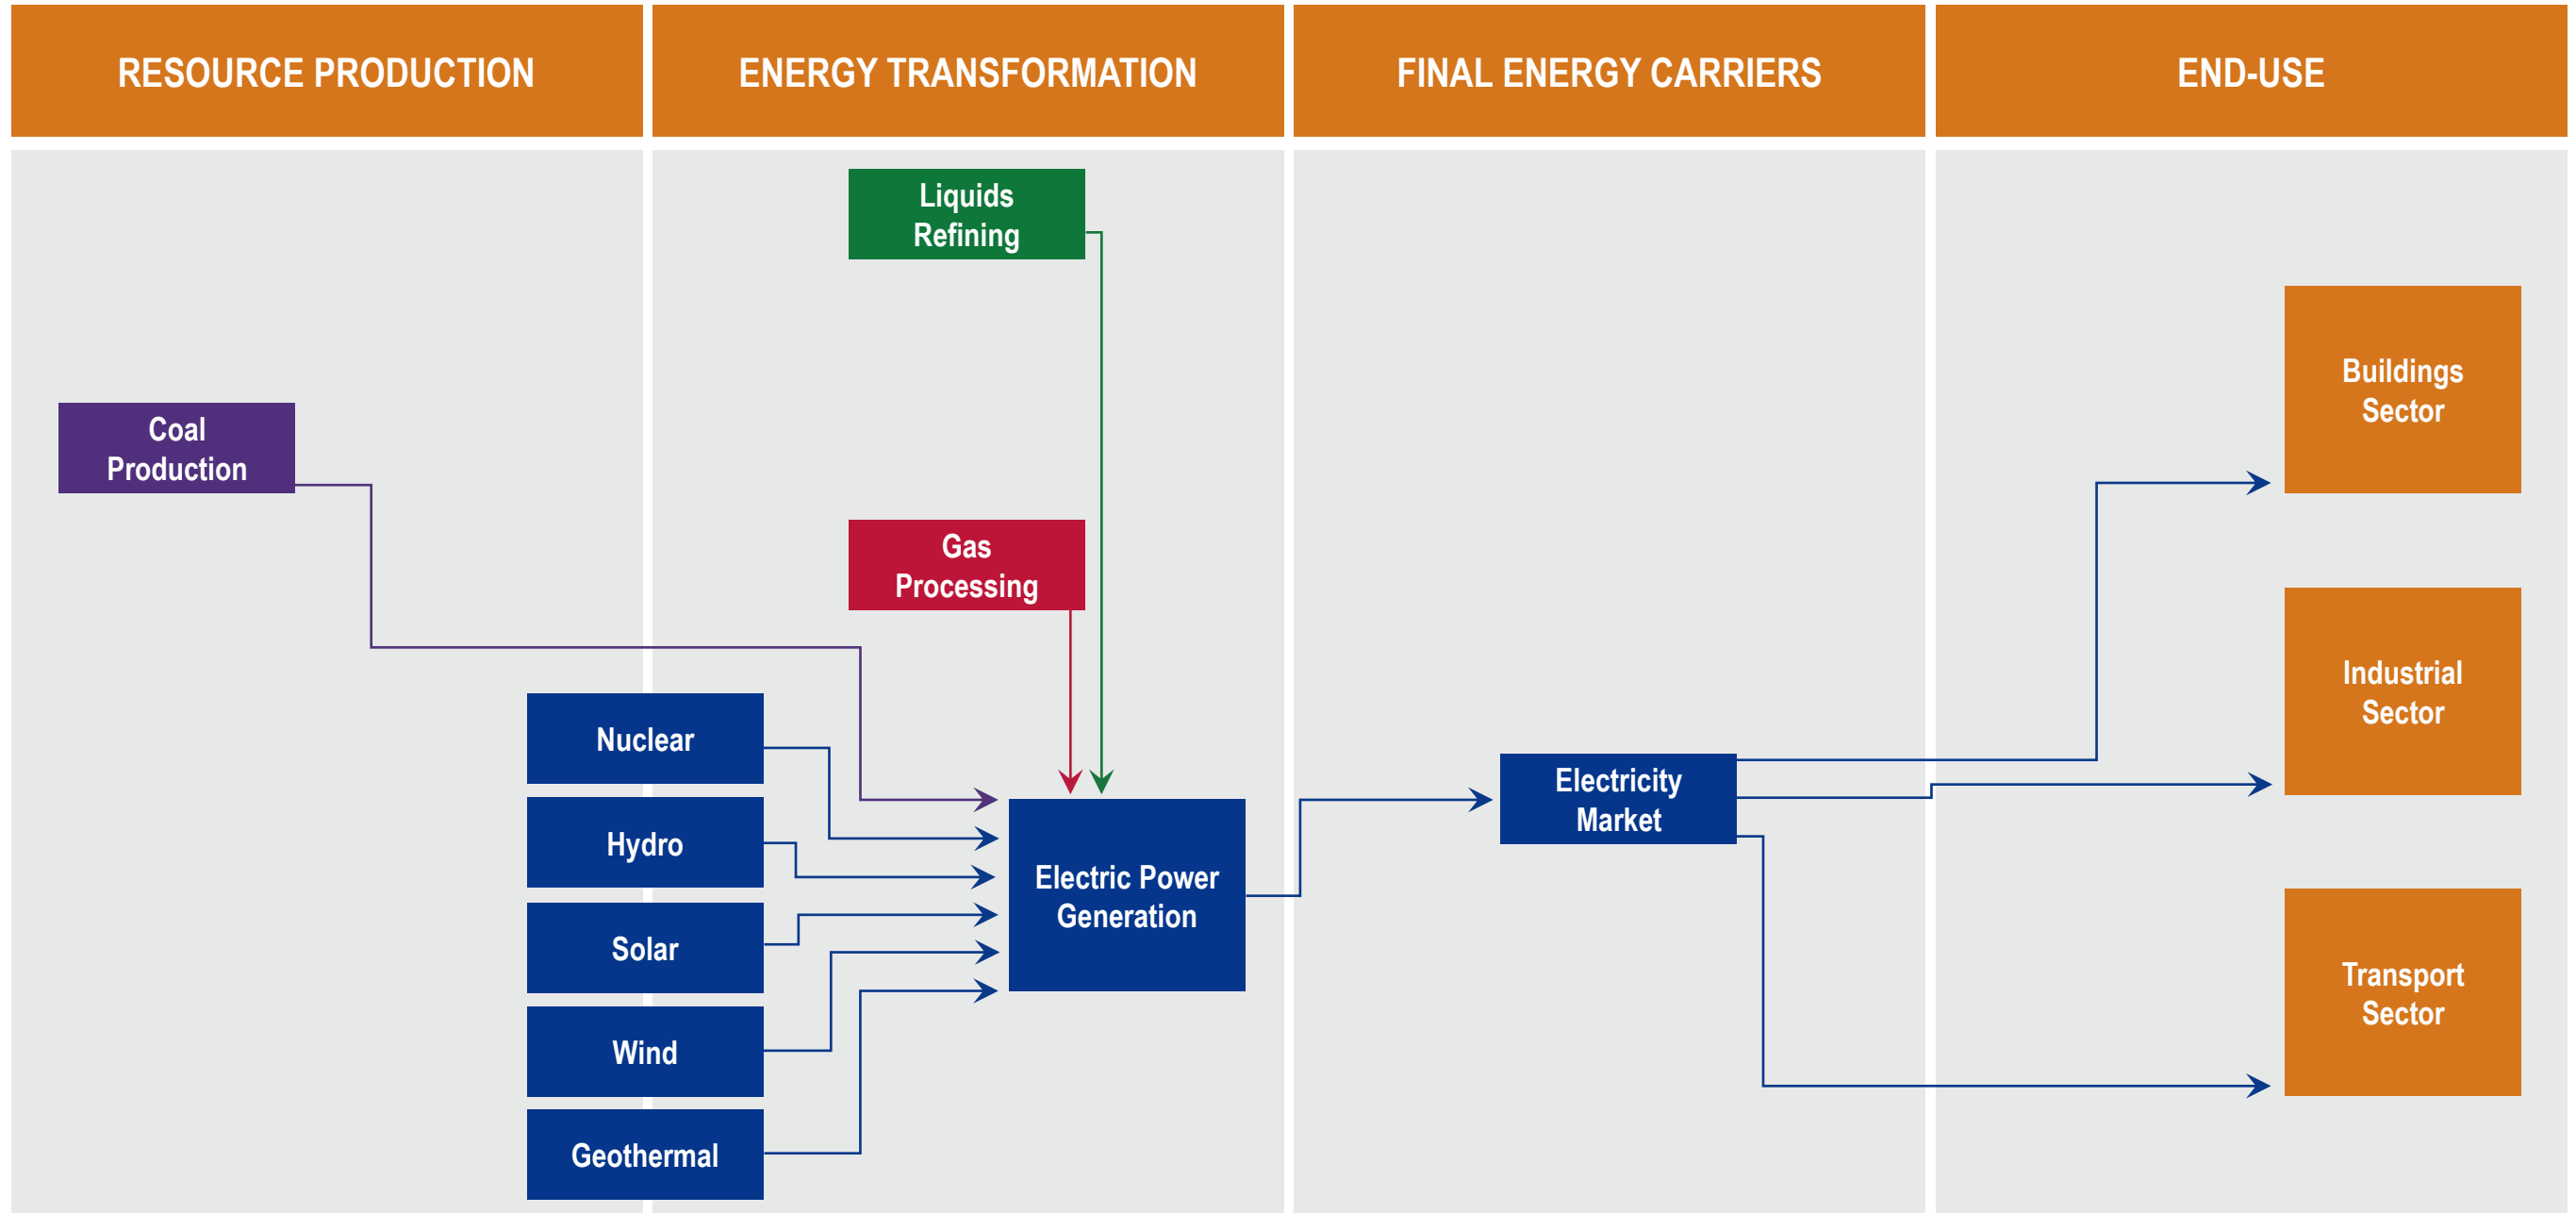 RESOURCE PRODUCTION
ENERGY TRANSFORMATION
FINAL ENERGY CARRIERS
END-USE
Liquids
Refining
Coal
Production
Gas
Processing
Nuclear
Hydro
Solar
Wind
Geothermal
Electric Power
Generation
Electricity
Market
Buildings
Sector
Industrial
Sector
Transport
Sector